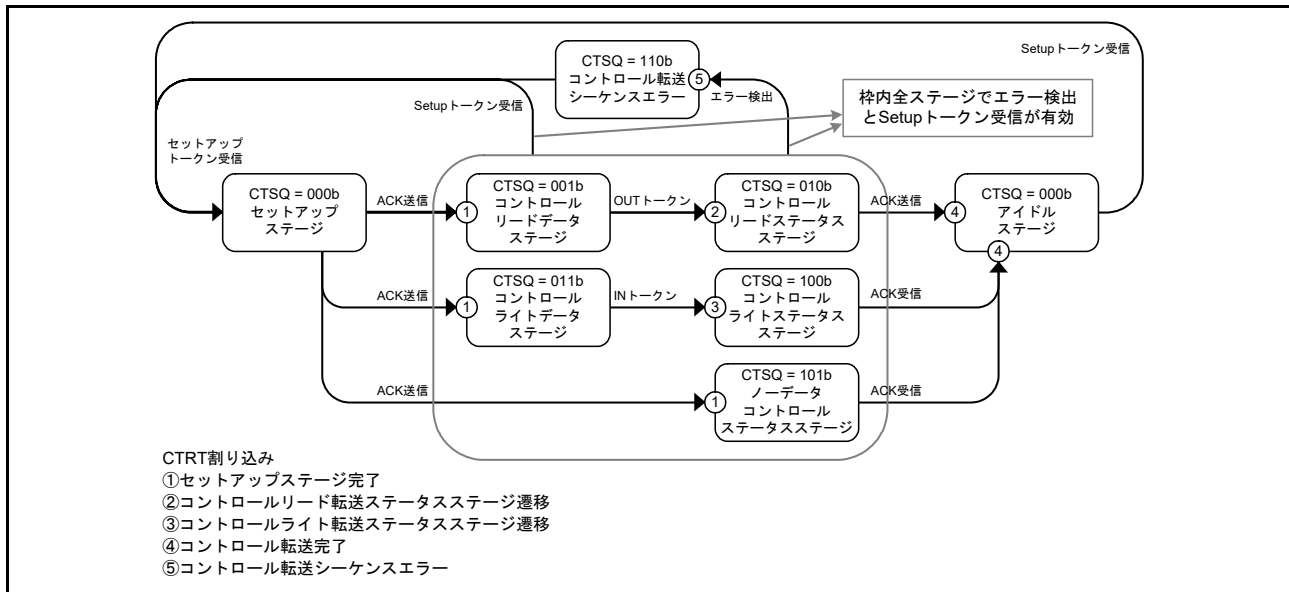 Setupトークン受信
CTSQ = 110b
コントロール転送
シーケンスエラー
⑤
エラー検出
Setupトークン受信
枠内全ステージでエラー検出
とSetupトークン受信が有効
セットアップ
トークン受信
CTSQ = 000b
セットアップ
ステージ
ACK送信
①
CTSQ = 001b
コントロール
リードデータ
ステージ
OUTトークン
②
CTSQ = 010b
コントロール
リードステータス
ステージ
ACK送信
④
CTSQ = 000b
アイドル
ステージ
④
ACK送信
①
CTSQ = 011b
コントロール
ライトデータ
ステージ
INトークン
③
CTSQ = 100b
コントロール
ライトステータス
ステージ
ACK受信
ACK送信
①
CTSQ = 101b
ノーデータ
コントロール
ステータスステージ
ACK受信
CTRT割り込み
①セットアップステージ完了
②コントロールリード転送ステータスステージ遷移
③コントロールライト転送ステータスステージ遷移
④コントロール転送完了
⑤コントロール転送シーケンスエラー